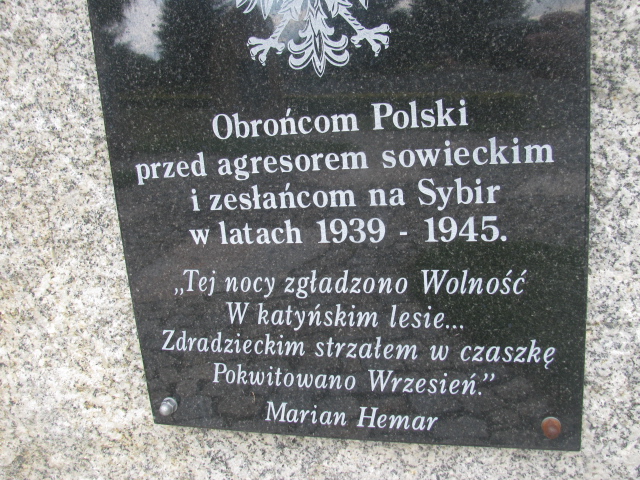 Obrońcom Polski
przed agresorem sowieckim
i zesłańcom na Sybir
w latach 1939 - 1945.
„Tej nocy zgładzono Wolność
W katyńskim lesie...
Zdradzieckim strzałem w czaszkę
Pokwitowano Wrzesień."
Marian Hemar